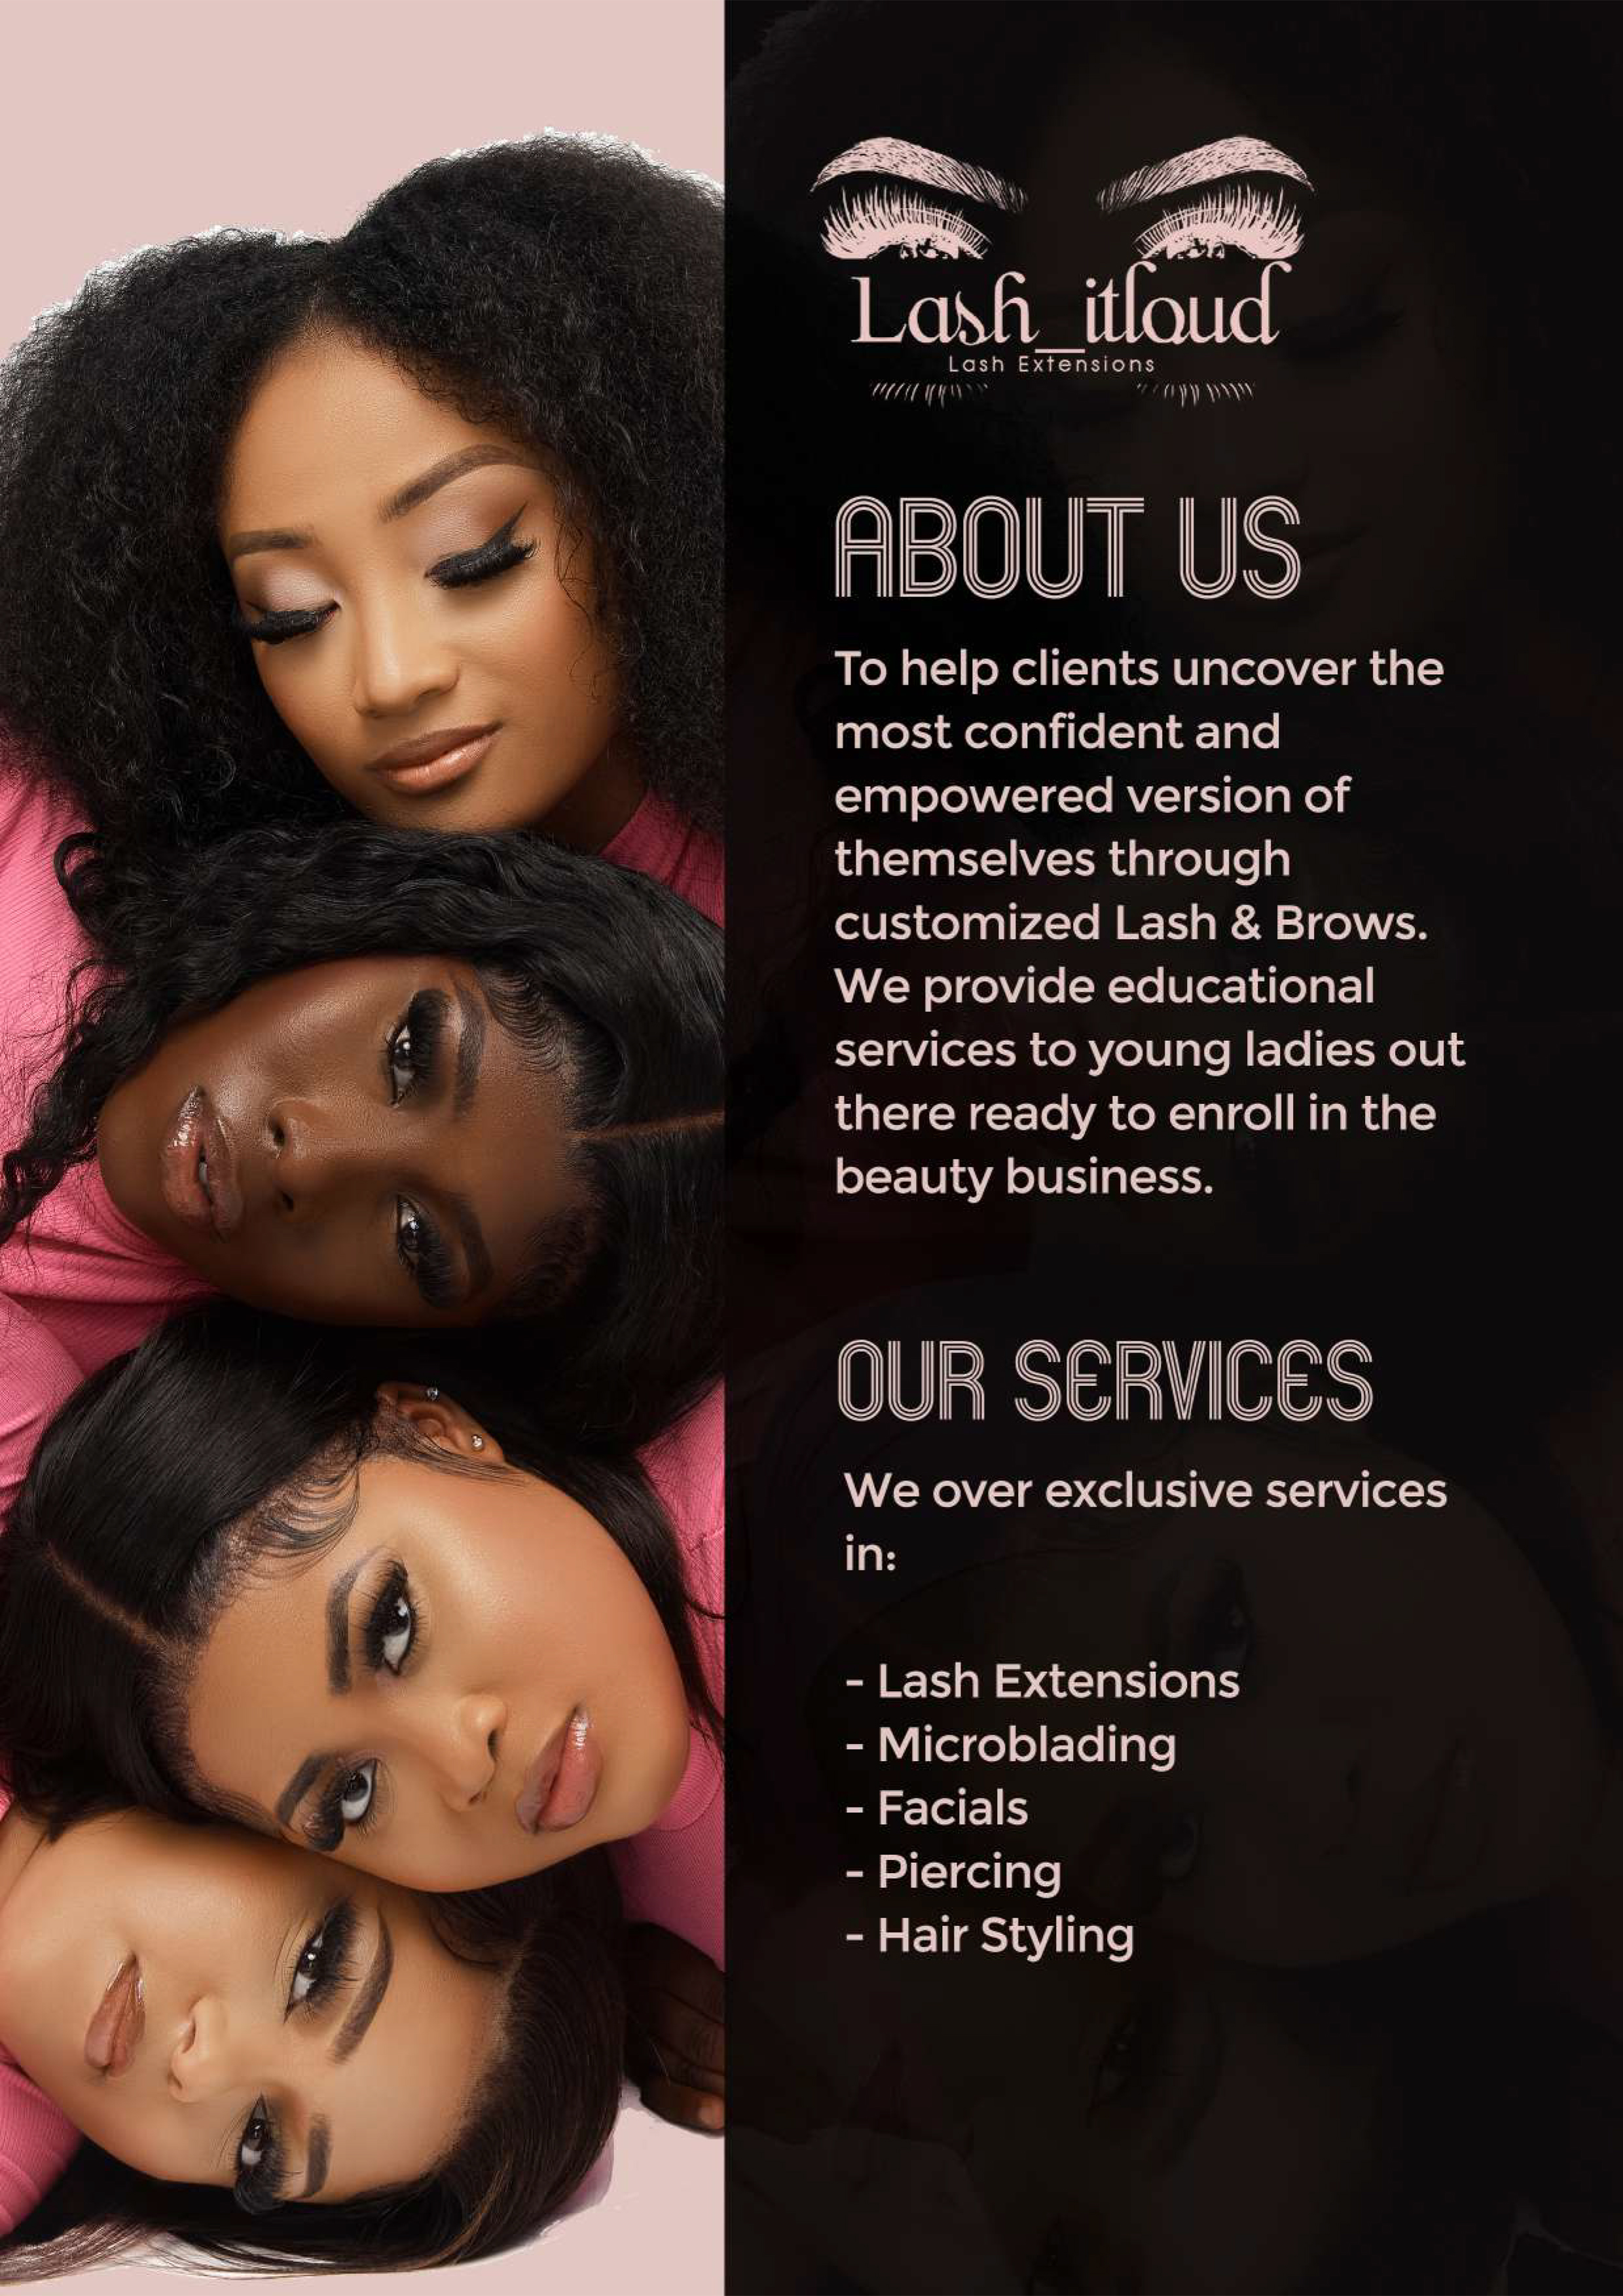 Lash_itloud
Lash Extensions
ABOUT US
To help clients uncover the
most confident and
empowered version of
themselves through
customized Lash & Brows.
We provide educational
services to young ladies out
there ready to enroll in the
beauty business.
OUR SERVICES
We over exclusive services
in:
- Lash Extensions
- Microblading
- Facials
- Piercing
- Hair Styling